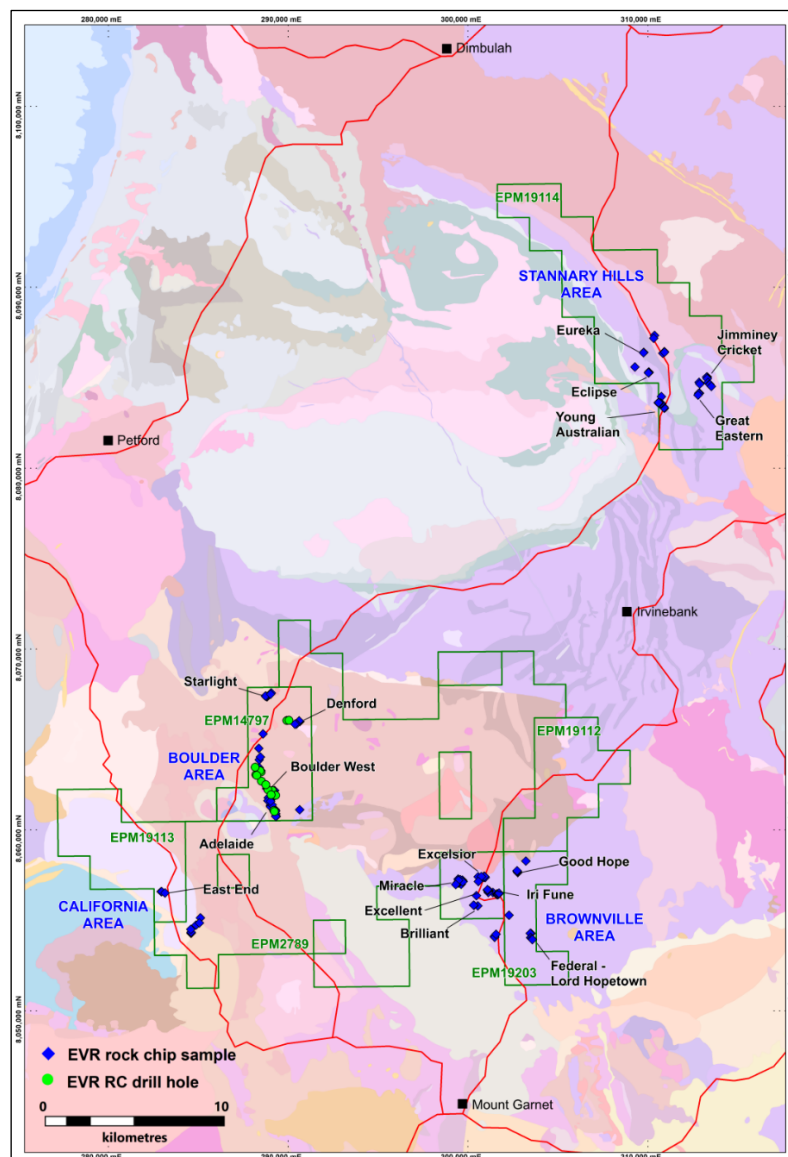 280,000 mE
290,000 mE
300,000 mE
310,000 mE
Dimbulah
8,100,000 mN
EPM19114
STANNARY HILLS
AREA
8,090,000 mN
Eureka
Jimminey
Cricket
Eclipse
Young
Australian
Great
Eastern
Petford
8,080,000 mN
Irvinebank
8,070,000 mN
Starlight
Denford
EPM14797
EPM19112
BOULDER
AREA
Boulder West
8,060,000 mN
EPM19113
Adelaide
Excelsior
Good Hope
Miracle
East End
Iri Fune
CALIFORNIA
AREA
Excellent
BROWNVILLE
AREA
Brilliant
EPM2789
EPM19203
Federal -
Lord Hopetown
8,050,000 mN
EVR rock chip sample
EVR RC drill hole
0
10
kilometres
Mount Garnet
280,000 mE
290,000 mE
300,000 mE
310,000 mE